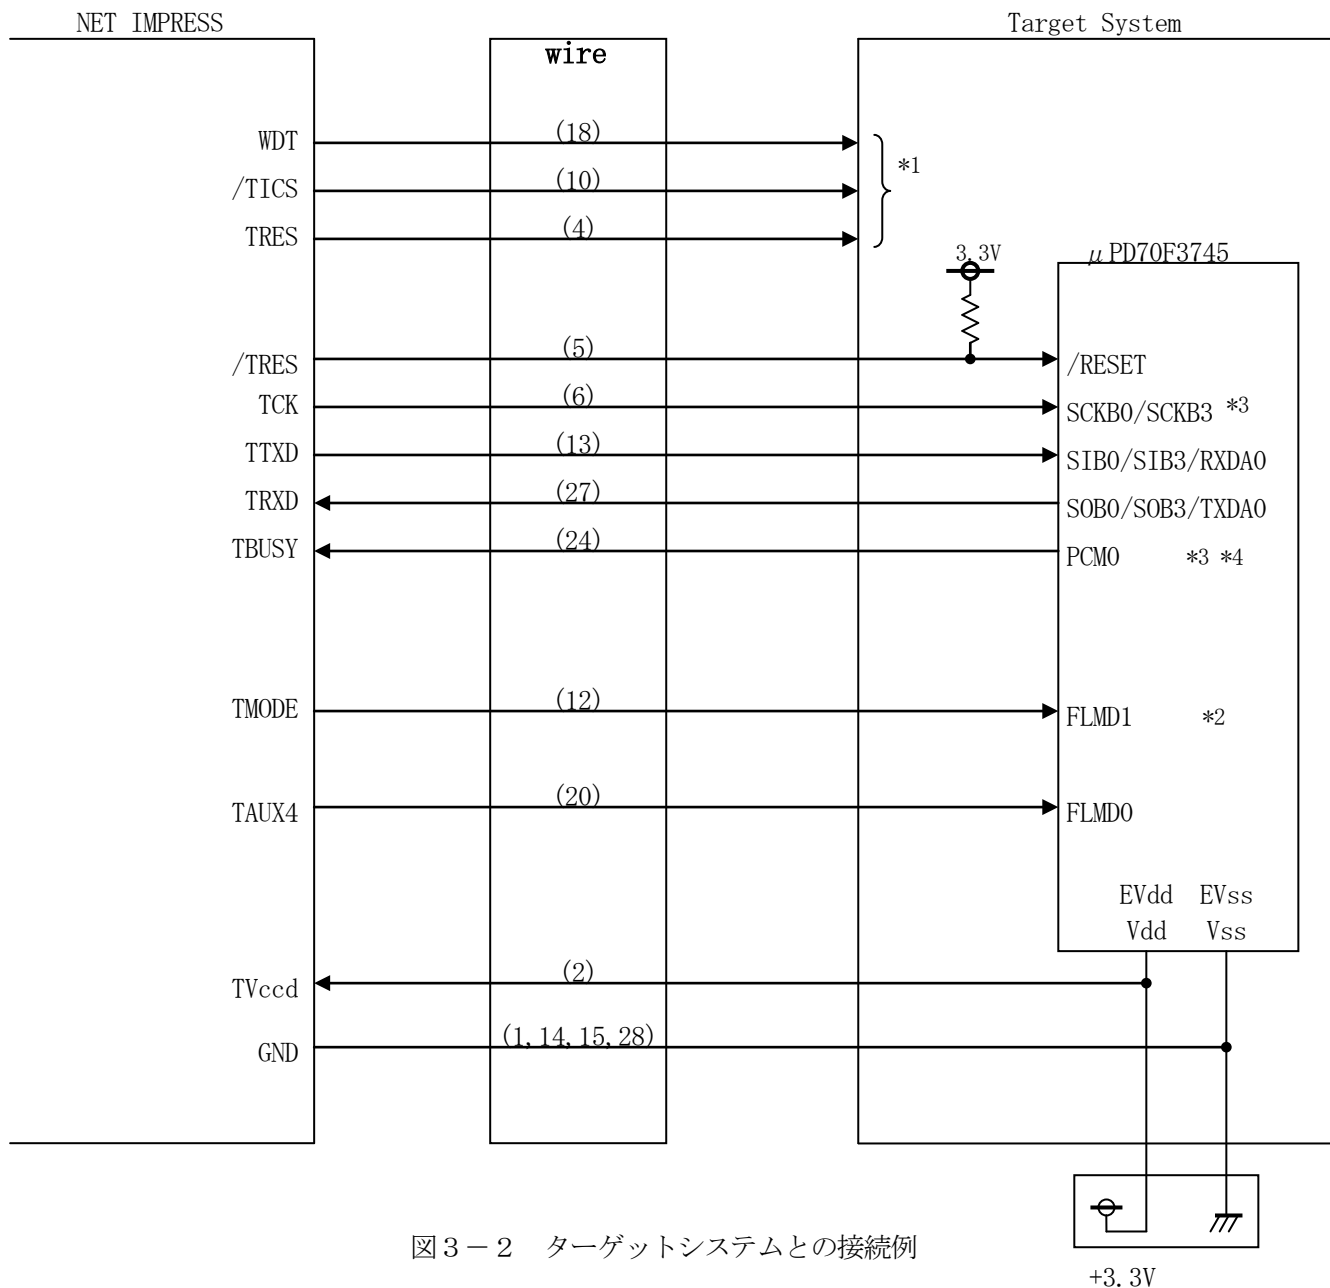 NET IMPRESS
Target System
wire
WDT (18)
*1
/TICS (10)
TRES (4)
3.3V
μPD70F3745
/TRES (5) /RESET
TCK (6) SCKB0/SCKB3 *3
TTXD (13) SIB0/SIB3/RXDA0
TRXD (27) SOB0/SOB3/TXDA0
TBUSY (24) PCM0 *3 *4
TMODE (12) FLMD1 *2
TAUX4 (20) FLMD0
EVdd EVss
Vdd Vss
TVccd (2)
GND (1,14,15,28)
図3-2 ターゲットシステムとの接続例
+3.3V